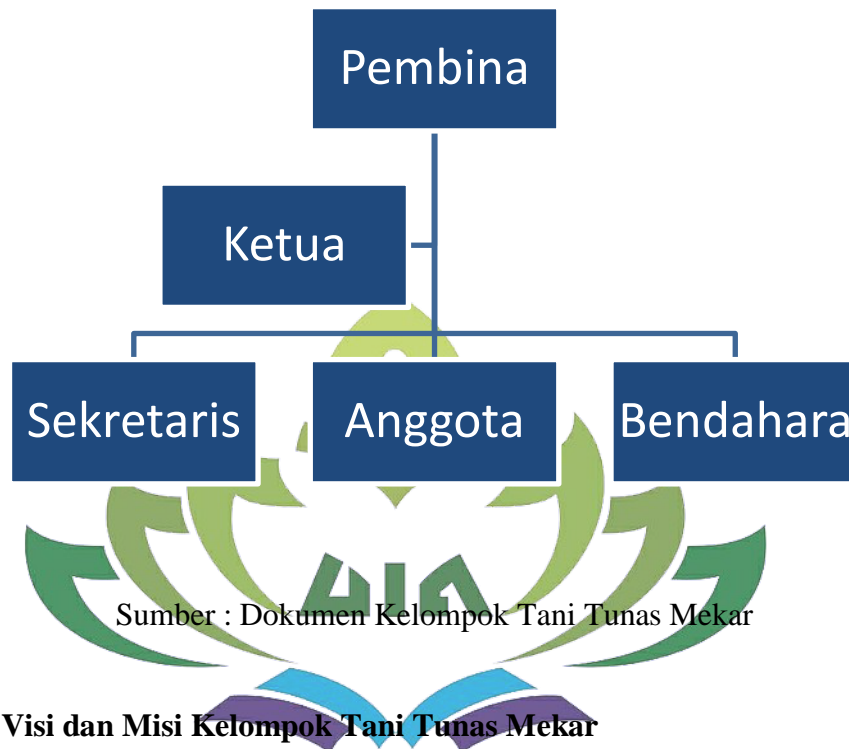 Pembina
Ketua
Sekretaris
Anggota
Bendahara
Sumber : Dokumen Kelompok Tani Tunas Mekar
Visi dan Misi Kelompok Tani Tunas Mekar